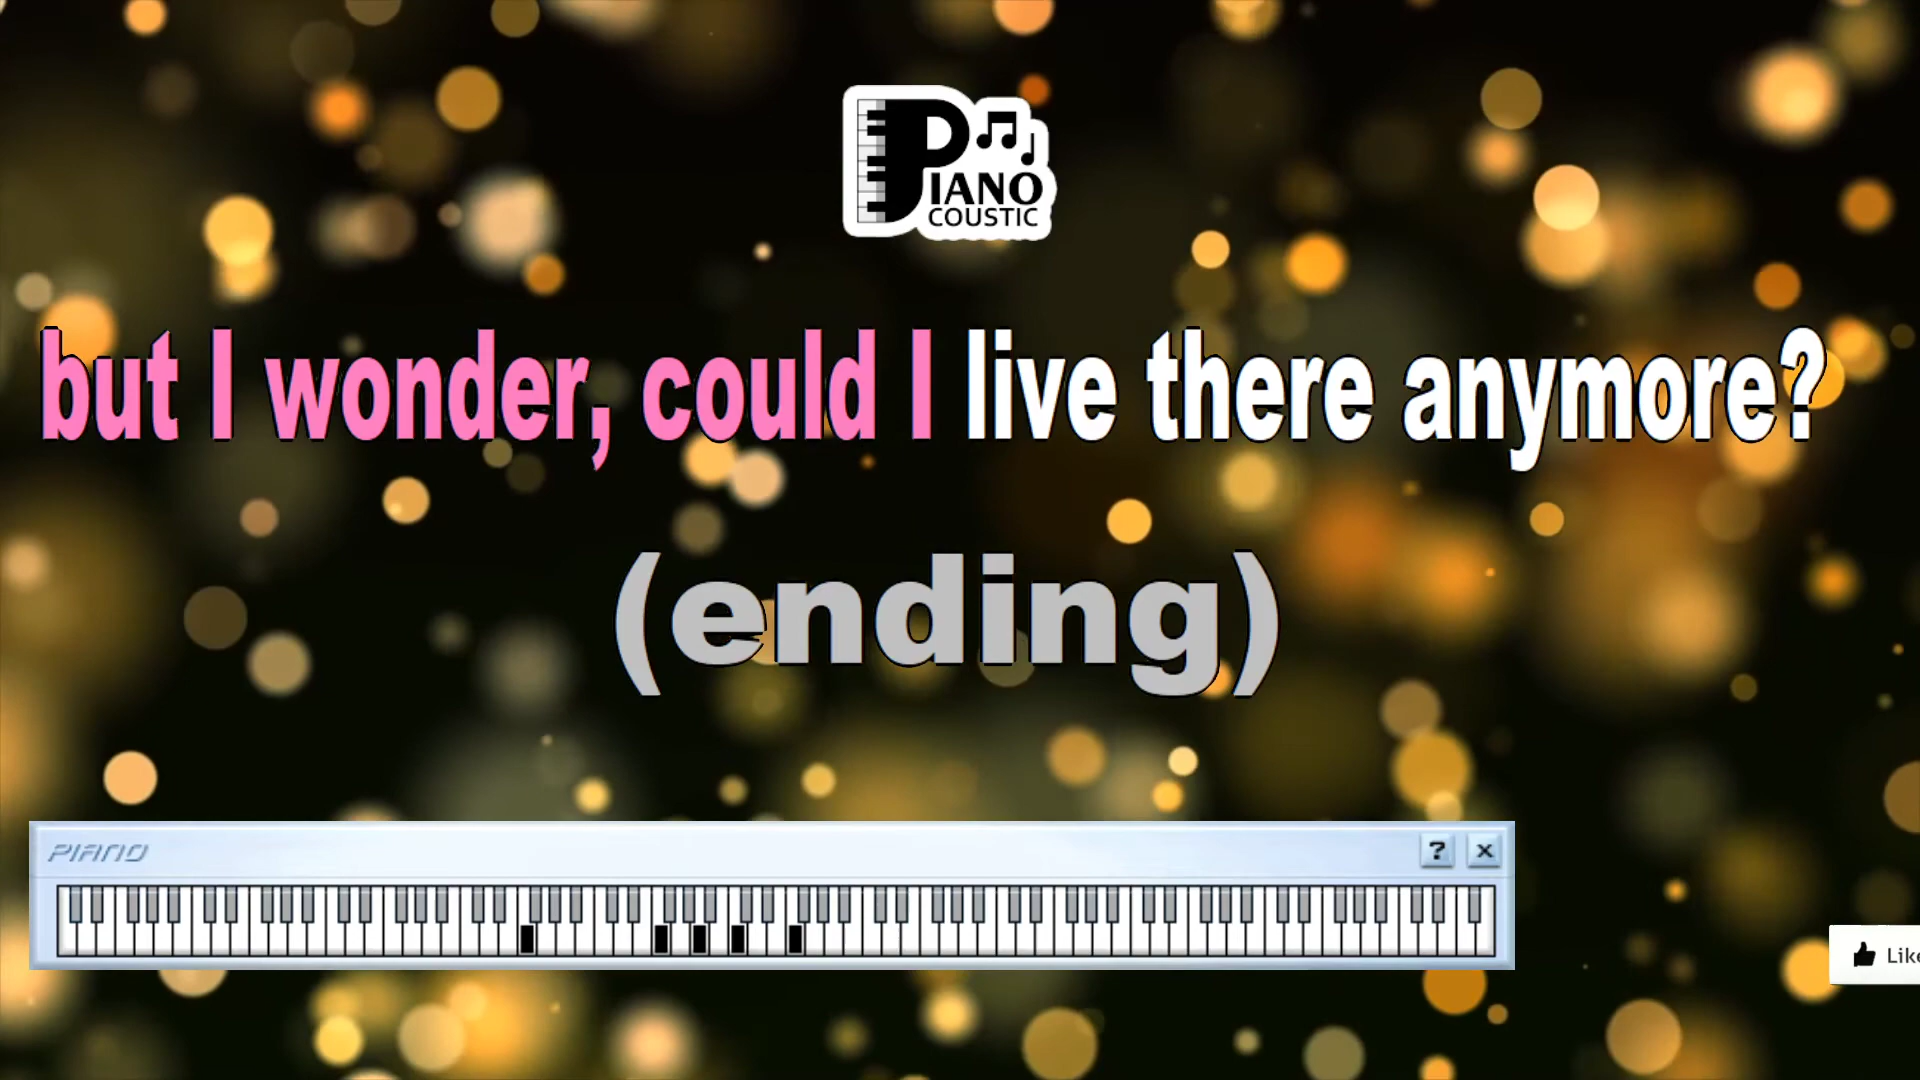 PIANO
COUSTIC
but I wonder, could I live there anymore?
(ending)
PIANO
? x
Like